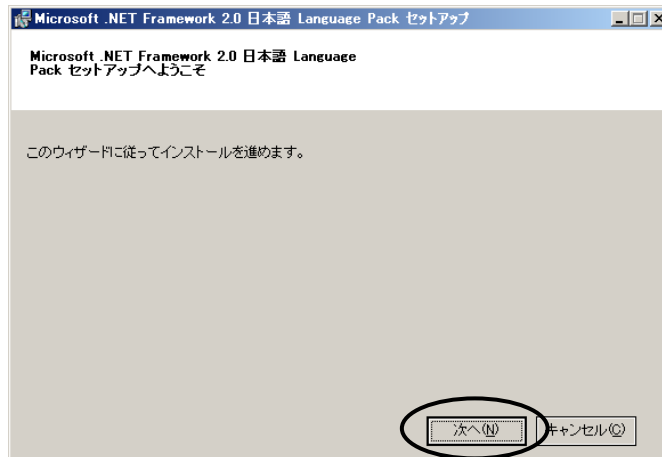 Microsoft .NET Framework 2.0 日本語 Language Pack セットアップ
Microsoft .NET Framework 2.0 日本語 Language
Pack セットアップへようこそ
このウィザードに従ってインストールを進めます。
次へ(N)
キャンセル(C)